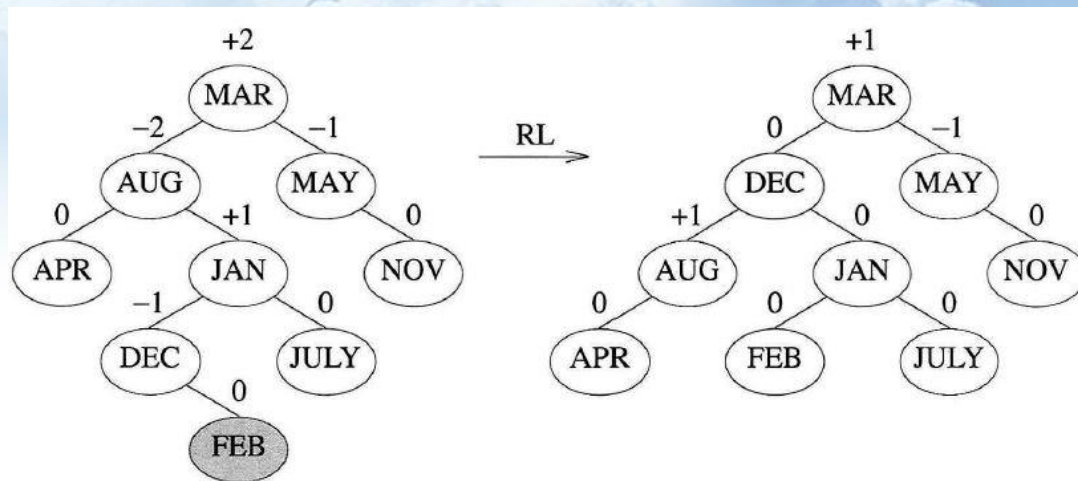 +2 +1
MAR MAR
−2 −1 RL 0 −1
AUG MAY DEC MAY
0 +1 0 +1 0 0
APR JAN NOV AUG JAN NOV
−1 0 0 0 0
DEC JULY APR FEB JULY
0
FEB